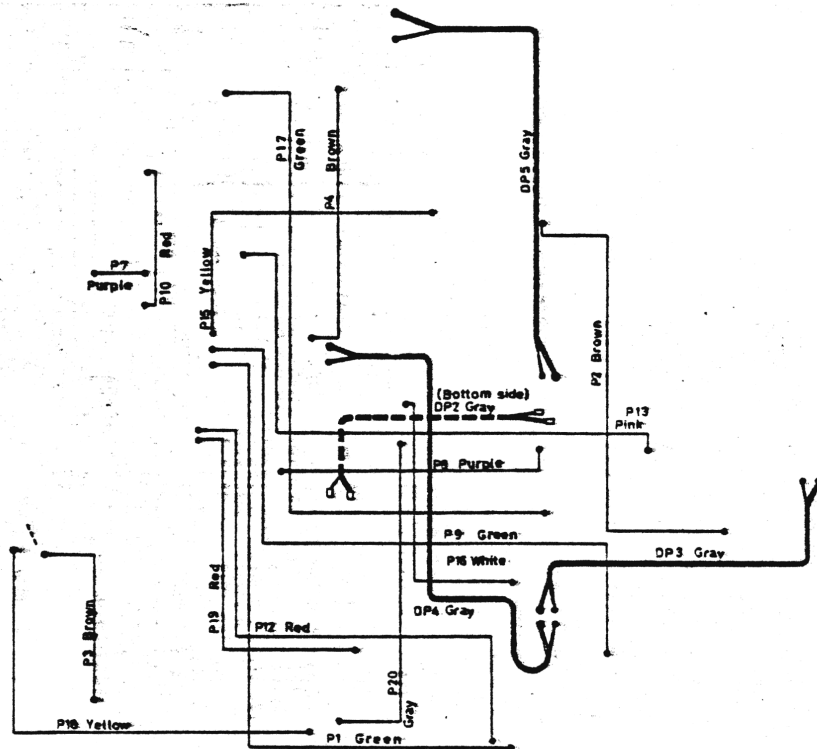 P17
Green
P4 Brown
DP5 Gray
P10 Red
P7
Purple
P15 Yellow
P2 Brown
(Bottom side)
DP2 Gray
P13
Pink
P8 Purple
P9 Green
P16 White
DP3 Gray
DP4 Gray
P19 Red
P12 Red
P3 Brown
P20
Gray
P18 Yellow
P1 Green